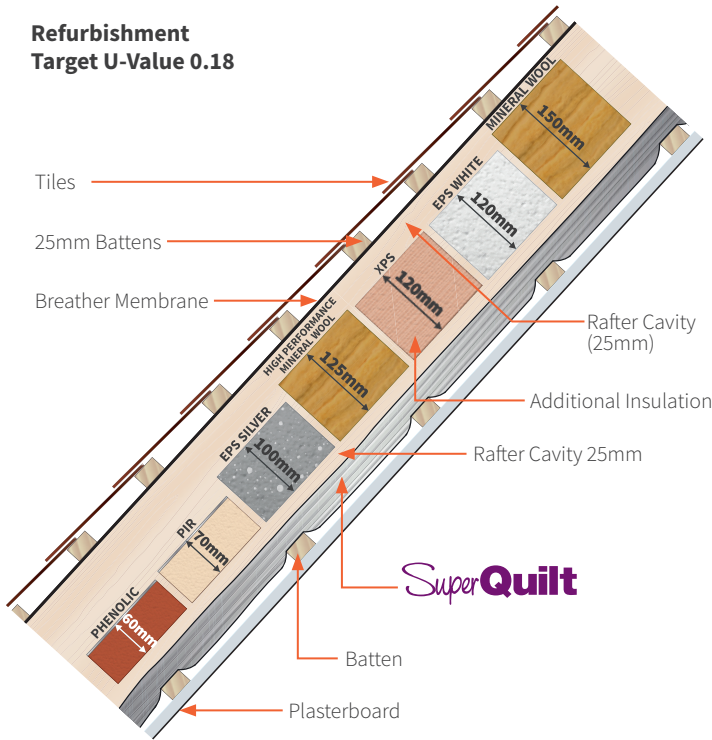 Refurbishment
Target U-Value 0.18
MINERAL WOOL
150mm
EPS WHITE
120mm
Tiles
25mm Battens
XPS
120mm
Breather Membrane
Rafter Cavity
(25mm)
HIGH PERFORMANCE
MINERAL WOOL
125mm
Additional Insulation
EPS SILVER
100mm
Rafter Cavity 25mm
PIR
70mm
SuperQuilt
PHENOLIC
60mm
Batten
Plasterboard